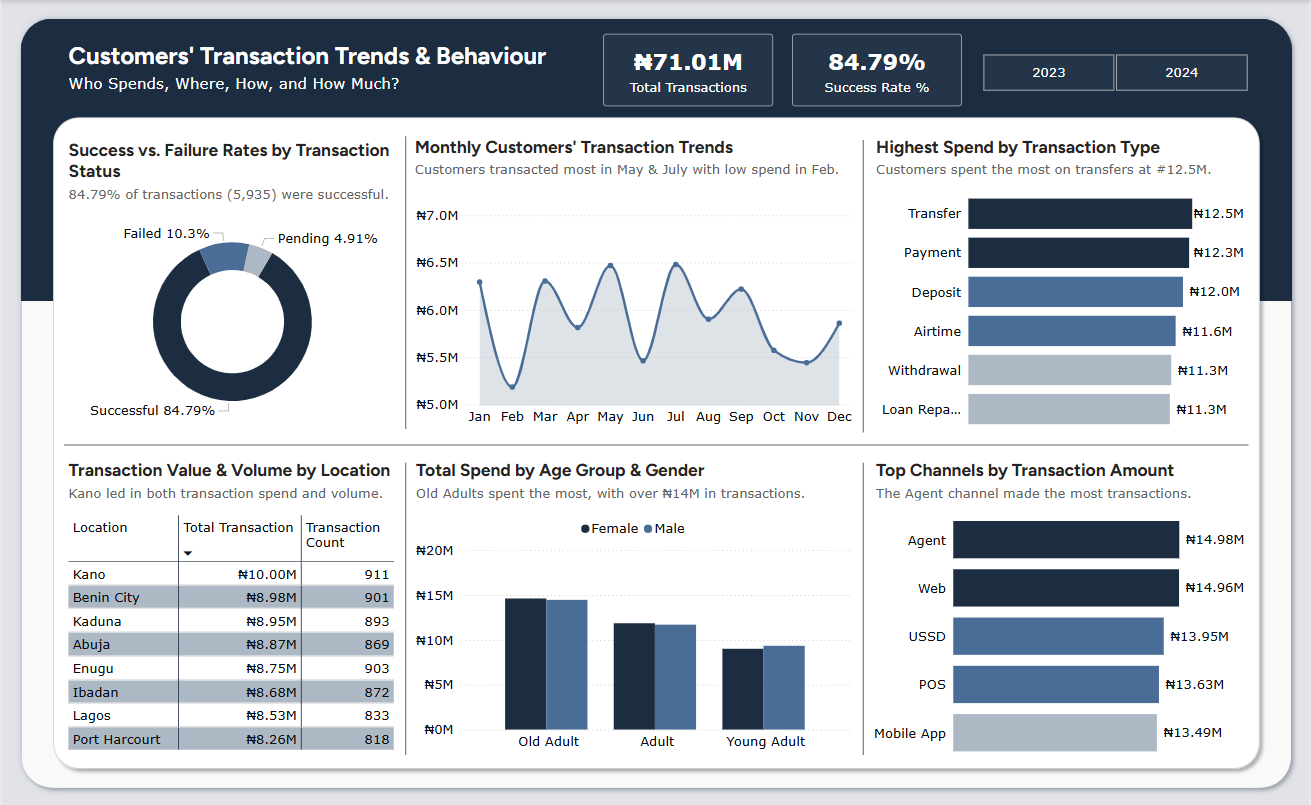 Customers' Transaction Trends & Behaviour
Who Spends, Where, How, and How Much?
₦71.01M
Total Transactions
84.79%
Success Rate %
2023
2024
Success vs. Failure Rates by Transaction
Status
84.79% of transactions (5,935) were successful.
Failed 10.3%
Pending 4.91%
Successful 84.79%
Monthly Customers' Transaction Trends
Customers transacted most in May & July with low spend in Feb.
₦7.0M
₦6.5M
₦6.0M
₦5.5M
₦5.0M
Jan Feb Mar Apr May Jun Jul Aug Sep Oct Nov Dec
Highest Spend by Transaction Type
Customers spent the most on transfers at #12.5M.
Transfer ₦12.5M
Payment ₦12.3M
Deposit ₦12.0M
Airtime ₦11.6M
Withdrawal ₦11.3M
Loan Repa... ₦11.3M
Transaction Value & Volume by Location
Kano led in both transaction spend and volume.
Location Total Transaction Transaction
Count
Kano ₦10.00M 911
Benin City ₦8.98M 901
Kaduna ₦8.95M 893
Abuja ₦8.87M 869
Enugu ₦8.75M 903
Ibadan ₦8.68M 872
Lagos ₦8.53M 833
Port Harcourt ₦8.26M 818
Total Spend by Age Group & Gender
Old Adults spent the most, with over ₦14M in transactions.
Female Male
₦20M
₦15M
₦10M
₦5M
₦0M
Old Adult Adult Young Adult
Top Channels by Transaction Amount
The Agent channel made the most transactions.
Agent ₦14.98M
Web ₦14.96M
USSD ₦13.95M
POS ₦13.63M
Mobile App ₦13.49M